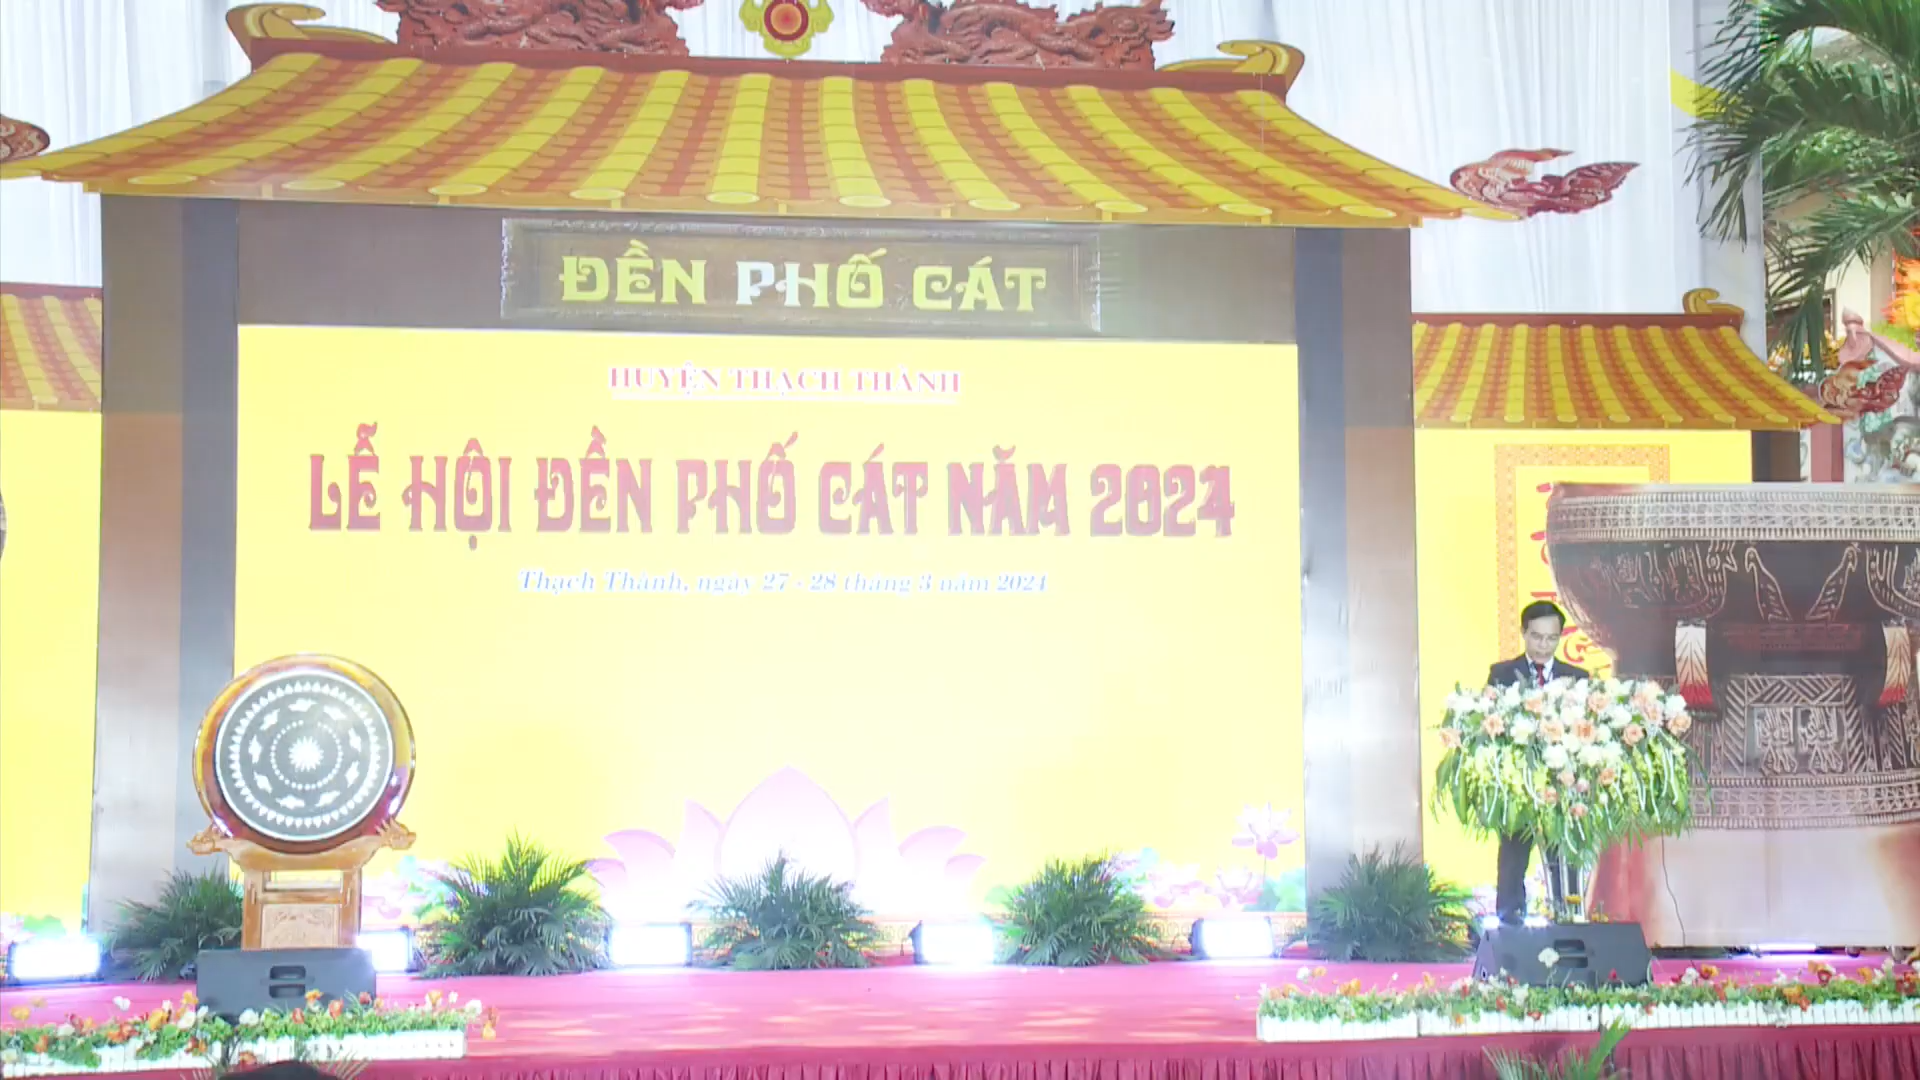 ĐỀN PHỐ CÁT
HUYỆN THẠCH THÀNH
LỄ HỘI ĐỀN PHỐ CÁT NĂM 2024
Thạch Thành, ngày 27 - 28 tháng 3 năm 2024